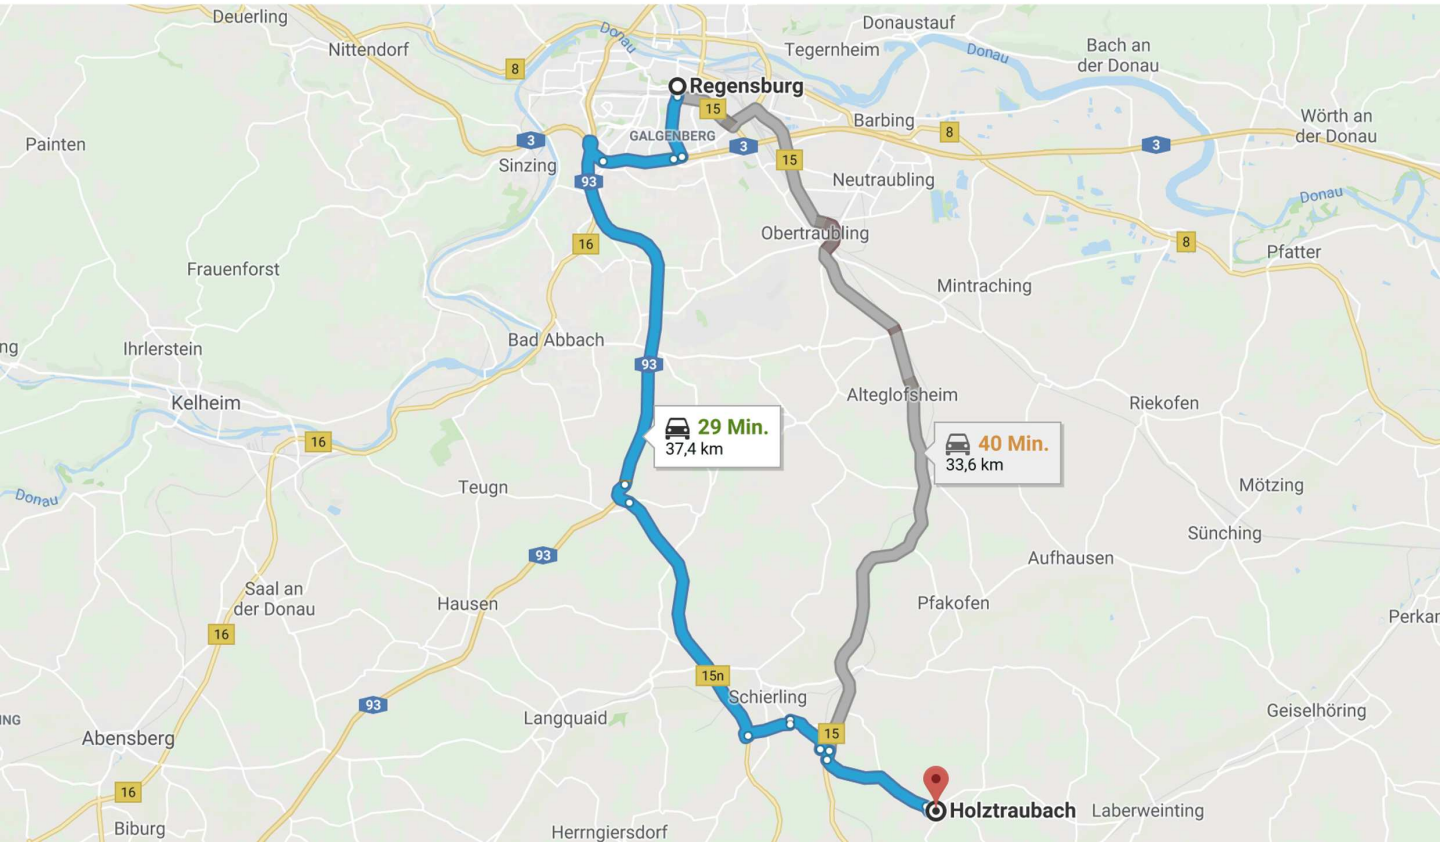 Deuerling
Nittendorf
Donau
Donaustauf
Tegernheim
Donau
Bach an
der Donau
8
Regensburg
15
Wörth an
der Donau
Painten
3
Sinzing
GALGENBERG
3
Barbing
8
3
15
93
Neutraubling
Donau
16
Obertraubling
8
Pfatter
Frauenforst
Mintraching
Bad Abbach
ng
Ihrlerstein
93
Alteglofsheim
Riekofen
Kelheim
29 Min.
37,4 km
40 Min.
33,6 km
16
Donau
Teugn
Mötzing
Sünching
93
Aufhausen
Saal an
der Donau
Hausen
Pfakofen
Perkar
16
15n
Schierling
93
Langquaid
Geiselhöring
ING
Abensberg
15
16
Holztraubach
Laberweinting
Biburg
Herrngiersdorf